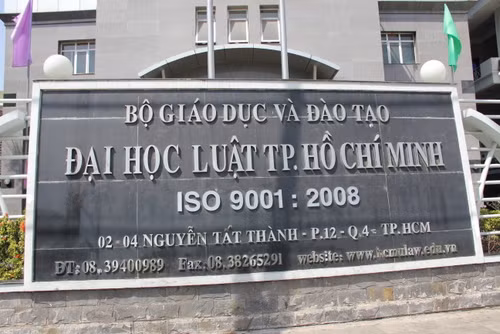 BỘ GIÁO DỤC VÀ ĐÀO TẠO
ĐẠI HỌC LUẬT TP. HỒ CHÍ MINH
ISO 9001 : 2008
02 - 04 NGUYỄN TẤT THÀNH - P.12 - Q.4 - TP.HCM
ĐT: 08. 39400989 Fax: 08.38265291 website: www.hcmulaw.edu.vn